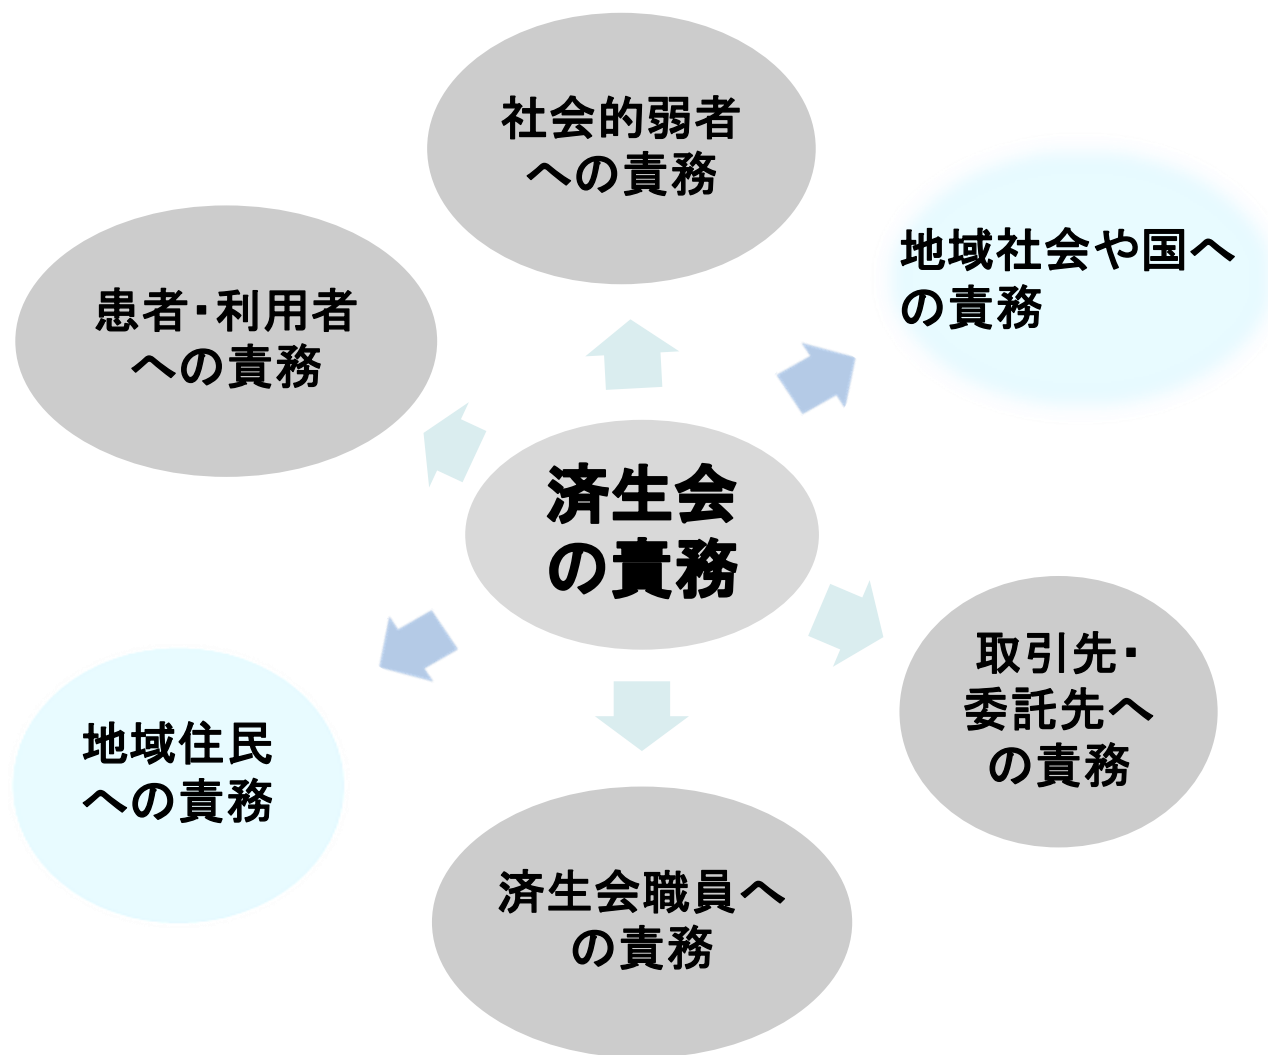 社会的弱者
への責務
地域社会や国へ
の責務
患者・利用者
への責務
済生会
の責務
取引先・
委託先へ
の責務
地域住民
への責務
済生会職員へ
の責務